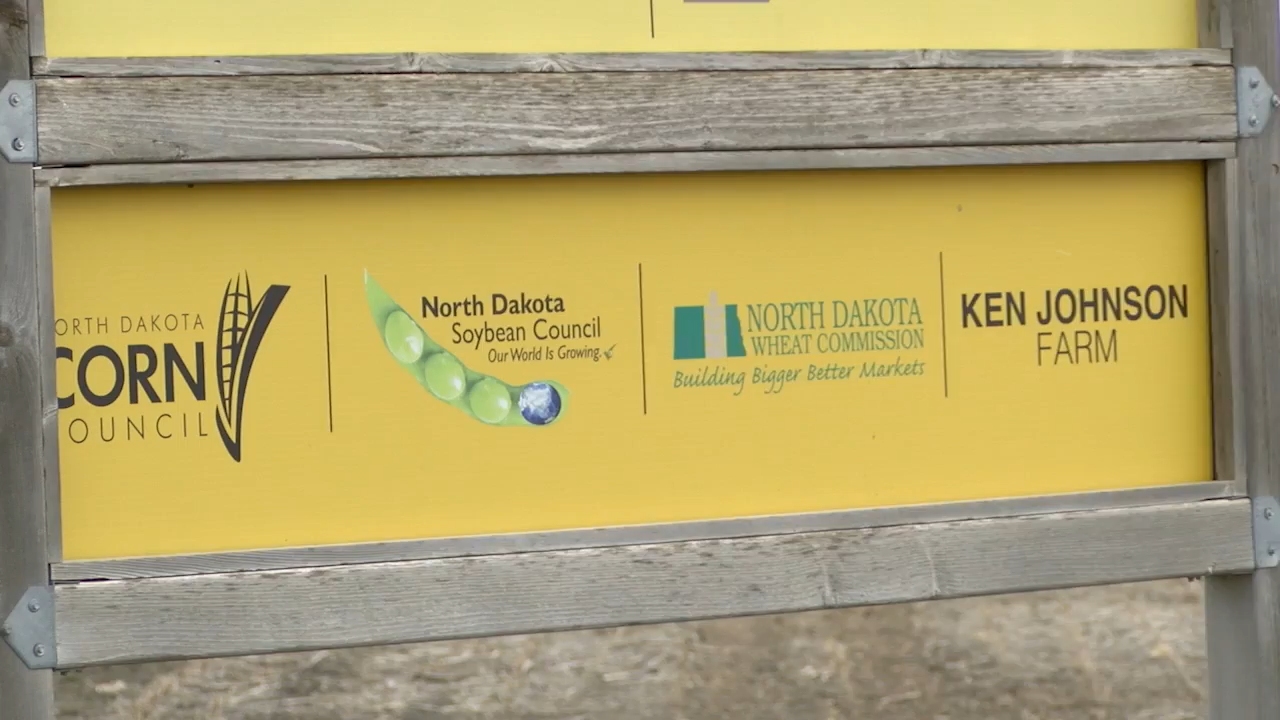 ORTH DAKOTA
CORN
OUNCIL
North Dakota
Soybean Council
Our World Is Growing.
NORTH DAKOTA
WHEAT COMMISSION
Building Bigger Better Markets
KEN JOHNSON
FARM